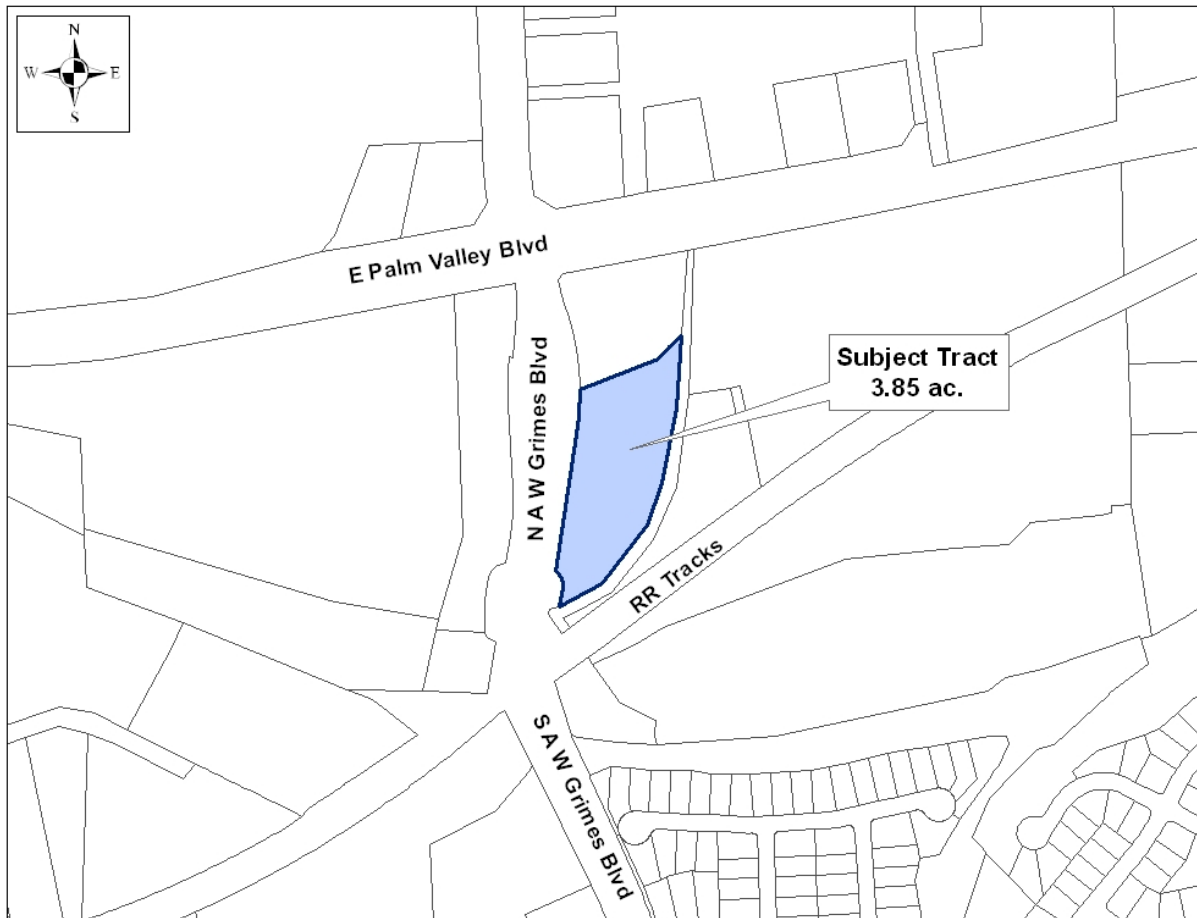 N
W E
S
E Palm Valley Blvd
N A W Grimes Blvd
Subject Tract
3.85 ac.
RR Tracks
S A W Grimes Blvd